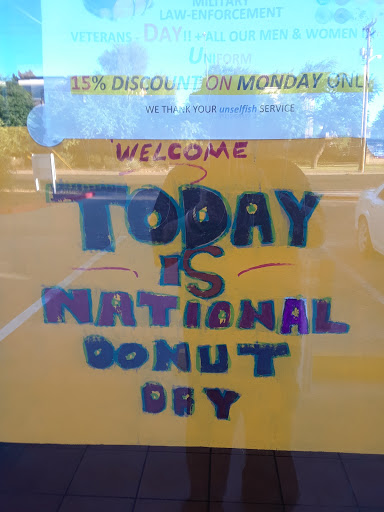 MILITARY
LAW-ENFORCEMENT
VETERANS - DAY!! + ALL OUR MEN & WOMEN
UNIFORM
15% DISCOUNT ON MONDAY ONLY
WE THANK YOUR unselfish SERVICE
WELCOME
TODAY
IS
NATIONAL
DONUT
DAY